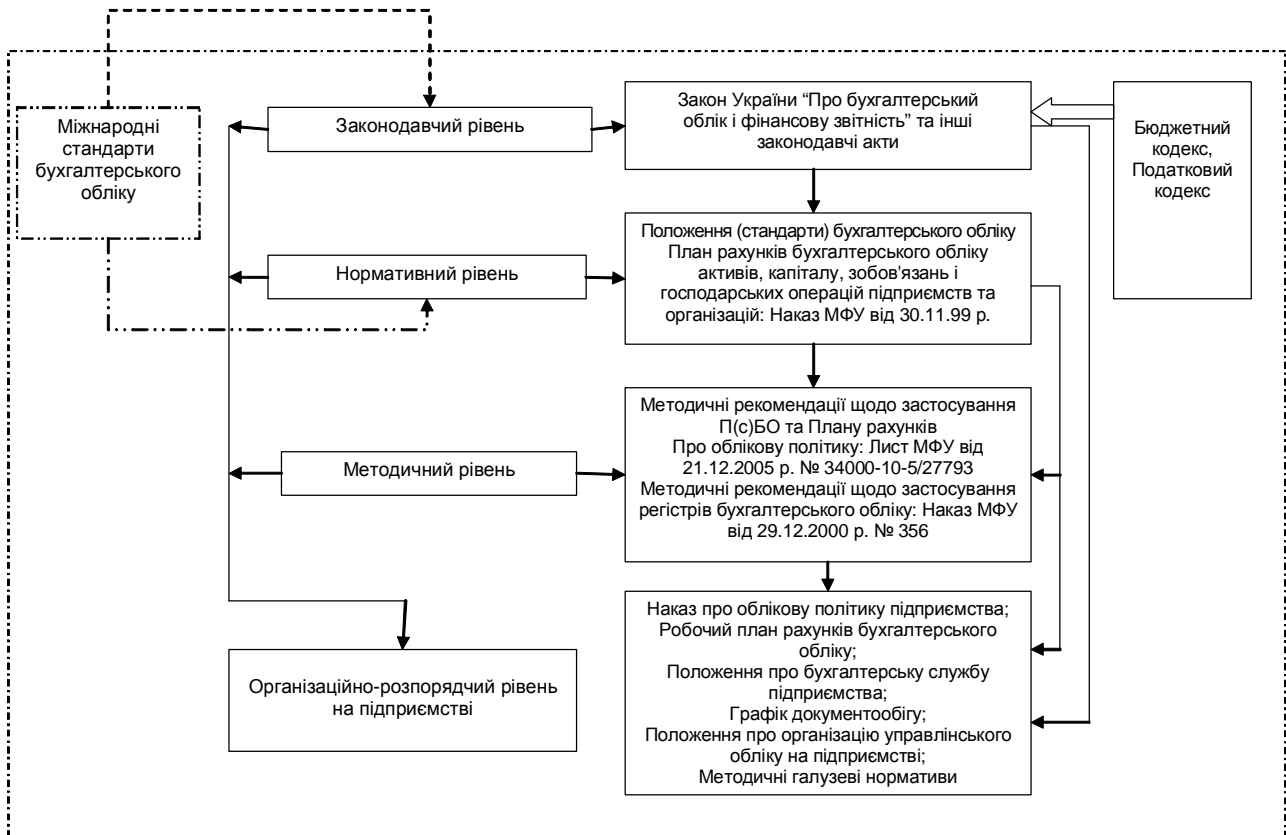 Міжнародні
стандарти
бухгалтерського
обліку
Законодавчий рівень
Закон України “Про бухгалтерський
облік і фінансову звітність” та інші
законодавчі акти
Бюджетний
кодекс,
Податковий
кодекс
Нормативний рівень
Положення (стандарти) бухгалтерського обліку
План рахунків бухгалтерського обліку
активів, капіталу, зобов'язань і
господарських операцій підприємств та
організацій: Наказ МФУ від 30.11.99 р.
Методичний рівень
Методичні рекомендації щодо застосування
П(с)БО та Плану рахунків
Про облікову політику: Лист МФУ від
21.12.2005 р. № 34000-10-5/27793
Методичні рекомендації щодо застосування
регістрів бухгалтерського обліку: Наказ МФУ
від 29.12.2000 р. № 356
Організаційно-розпорядчий рівень
на підприємстві
Наказ про облікову політику підприємства;
Робочий план рахунків бухгалтерського
обліку;
Положення про бухгалтерську службу
підприємства;
Графік документообігу;
Положення про організацію управлінського
обліку на підприємстві;
Методичні галузеві нормативи